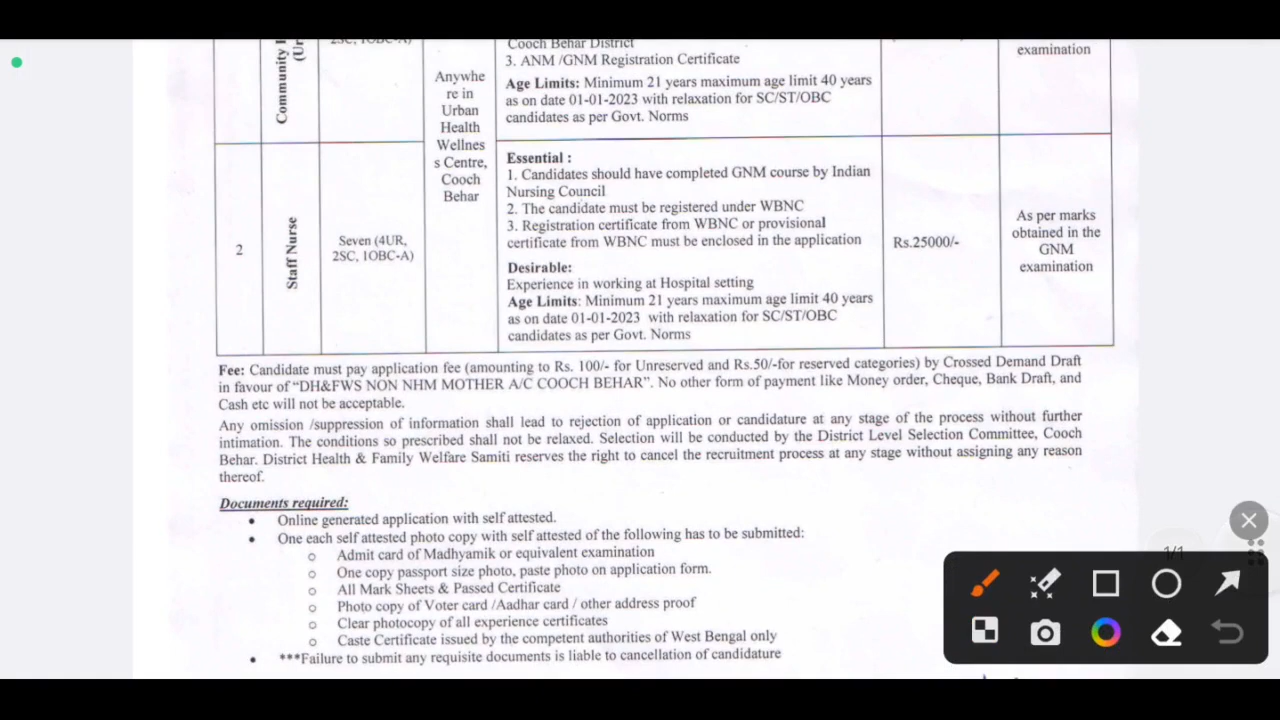 Community
(Ur
2SC, 1OBC-A)
Anywhe
re in
Urban
Health
Wellnes
s Centre,
Cooch
Behar
Cooch Behar District
3. ANM /GNM Registration Certificate
Age Limits: Minimum 21 years maximum age limit 40 years
as on date 01-01-2023 with relaxation for SC/ST/OBC
candidates as per Govt. Norms
examination
2
Staff Nurse
Seven (4UR,
2SC, 1OBC-A)
Essential :
1. Candidates should have completed GNM course by Indian
Nursing Council
2. The candidate must be registered under WBNC
3. Registration certificate from WBNC or provisional
certificate from WBNC must be enclosed in the application
Desirable:
Experience in working at Hospital setting
Age Limits: Minimum 21 years maximum age limit 40 years
as on date 01-01-2023 with relaxation for SC/ST/OBC
candidates as per Govt. Norms
Rs.25000/-
As per marks
obtained in the
GNM
examination
Fee: Candidate must pay application fee (amounting to Rs. 100/- for Unreserved and Rs.50/-for reserved categories) by Crossed Demand Draft
in favour of “DH&FWS NON NHM MOTHER A/C COOCH BEHAR”. No other form of payment like Money order, Cheque, Bank Draft, and
Cash etc will not be acceptable.
Any omission /suppression of information shall lead to rejection of application or candidature at any stage of the process without further
intimation. The conditions so prescribed shall not be relaxed. Selection will be conducted by the District Level Selection Committee, Cooch
Behar. District Health & Family Welfare Samiti reserves the right to cancel the recruitment process at any stage without assigning any reason
thereof.
Documents required:
• Online generated application with self attested.
• One each self attested photo copy with self attested of the following has to be submitted:
o Admit card of Madhyamik or equivalent examination
o One copy passport size photo, paste photo on application form.
o All Mark Sheets & Passed Certificate
o Photo copy of Voter card /Aadhar card / other address proof
o Clear photocopy of all experience certificates
o Caste Certificate issued by the competent authorities of West Bengal only
• ***Failure to submit any requisite documents is liable to cancellation of candidature
1/1